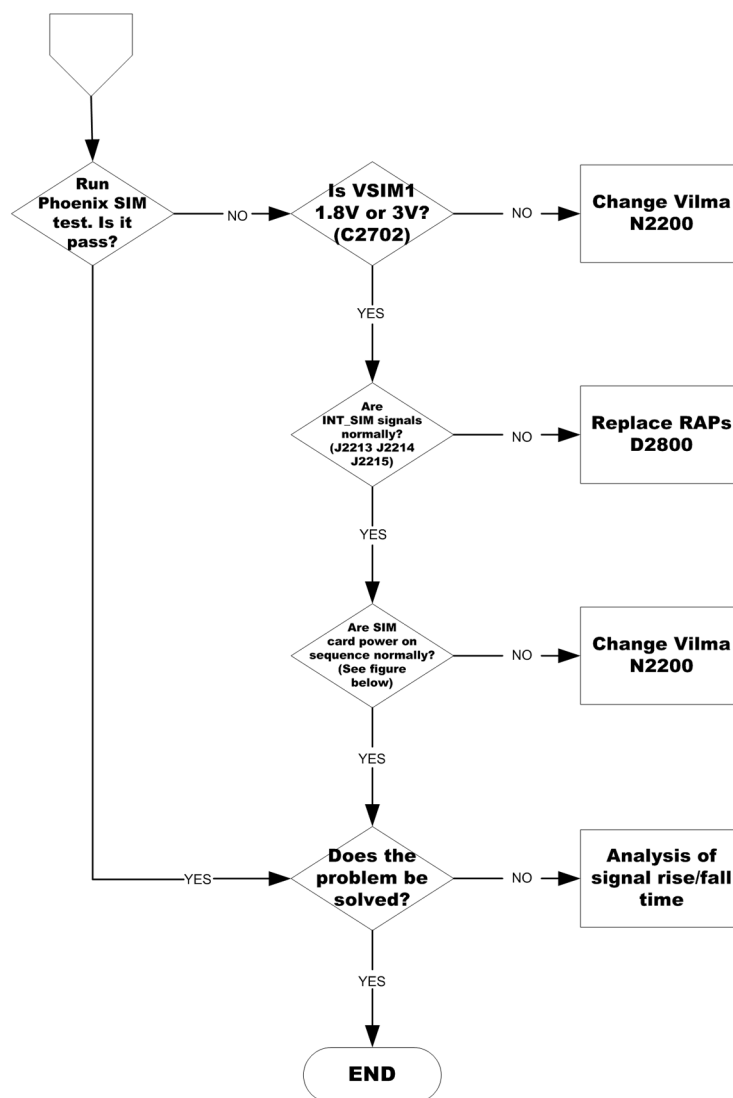 Run
Phoenix SIM
test. Is it
pass?
NO
Is VSIM1
1.8V or 3V?
(C2702)
NO
Change Vilma
N2200
YES
Are
INT_SIM signals
normally?
(J2213 J2214
J2215)
NO
Replace RAPs
D2800
YES
Are SIM
card power on
sequence normally?
(See figure
below)
NO
Change Vilma
N2200
YES
YES
Does the
problem be
solved?
NO
Analysis of
signal rise/fall
time
YES
END